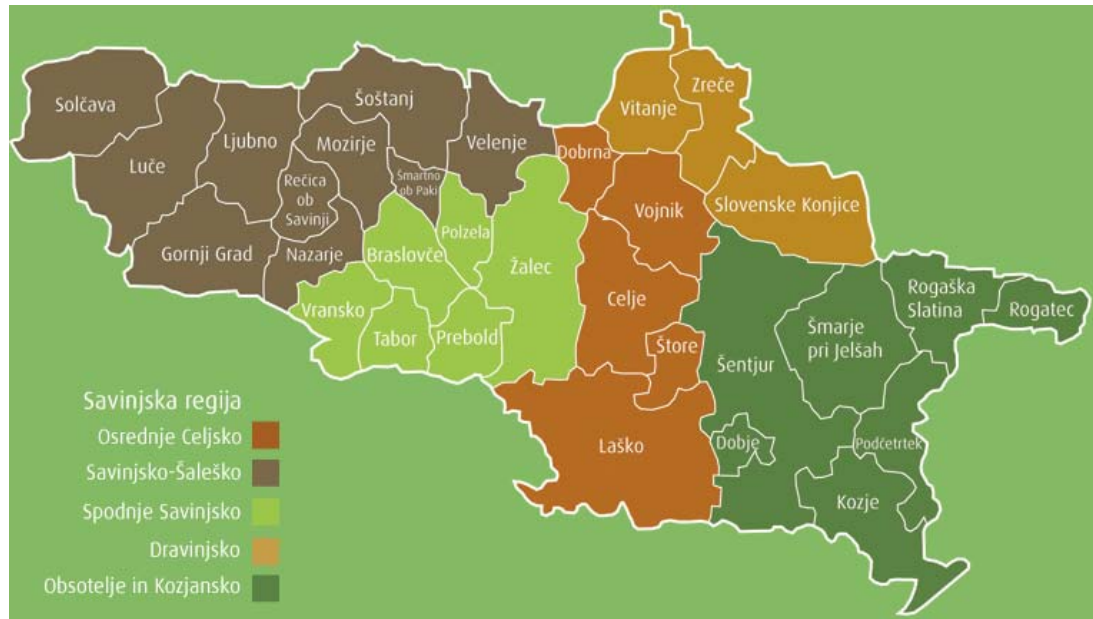 Solčava
Luče
Ljubno
Šoštanj
Mozirje
Velenje
Rečica
ob
Savinji
Šmartno
ob Paki
Gornji Grad
Nazarje
Vransko
Braslovče
Polzela
Tabor
Prebold
Žalec
Dobrna
Vojnik
Celje
Štore
Laško
Vitanje
Zreče
Slovenske Konjice
Šentjur
Šmarje
pri Jelšah
Rogaška
Slatina
Rogatec
Dobje
Podčetrtek
Kozje
Savinjska regija
Osrednje Celjsko
Savinjsko-Šaleško
Spodnje Savinjsko
Dravinjsko
Obsotelje in Kozjansko